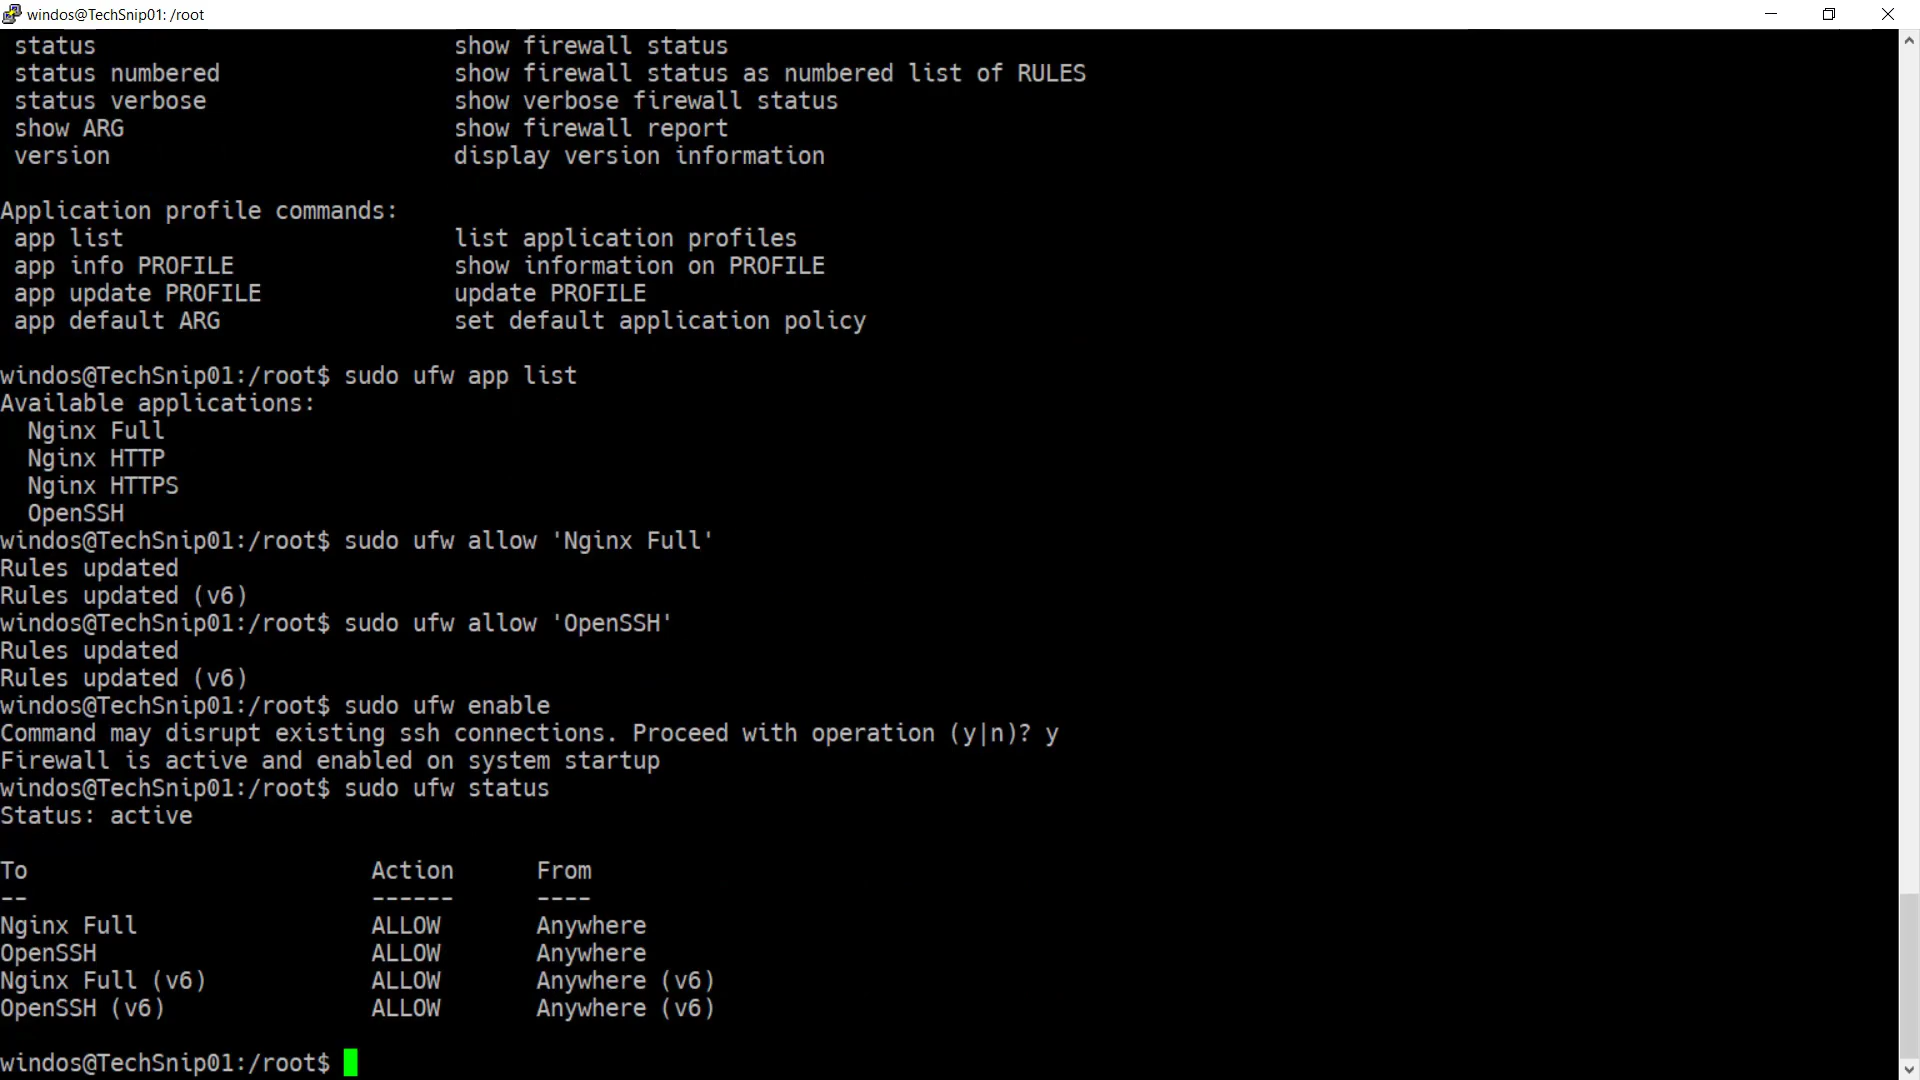 windos@TechSnip01: /root
status                          show firewall status
status numbered                 show firewall status as numbered list of RULES
status verbose                  show verbose firewall status
show ARG                        show firewall report
version                         display version information
Application profile commands:
app list                        list application profiles
app info PROFILE                show information on PROFILE
app update PROFILE              update PROFILE
app default ARG                 set default application policy
windos@TechSnip01:/root$ sudo ufw app list
Available applications:
  Nginx Full
  Nginx HTTP
  Nginx HTTPS
  OpenSSH
windos@TechSnip01:/root$ sudo ufw allow 'Nginx Full'
Rules updated
Rules updated (v6)
windos@TechSnip01:/root$ sudo ufw allow 'OpenSSH'
Rules updated
Rules updated (v6)
windos@TechSnip01:/root$ sudo ufw enable
Command may disrupt existing ssh connections. Proceed with operation (y|n)? y
Firewall is active and enabled on system startup
windos@TechSnip01:/root$ sudo ufw status
Status: active
To                         Action      From
--                         ------      ----
Nginx Full                 ALLOW       Anywhere
OpenSSH                    ALLOW       Anywhere
Nginx Full (v6)            ALLOW       Anywhere (v6)
OpenSSH (v6)               ALLOW       Anywhere (v6)
windos@TechSnip01:/root$